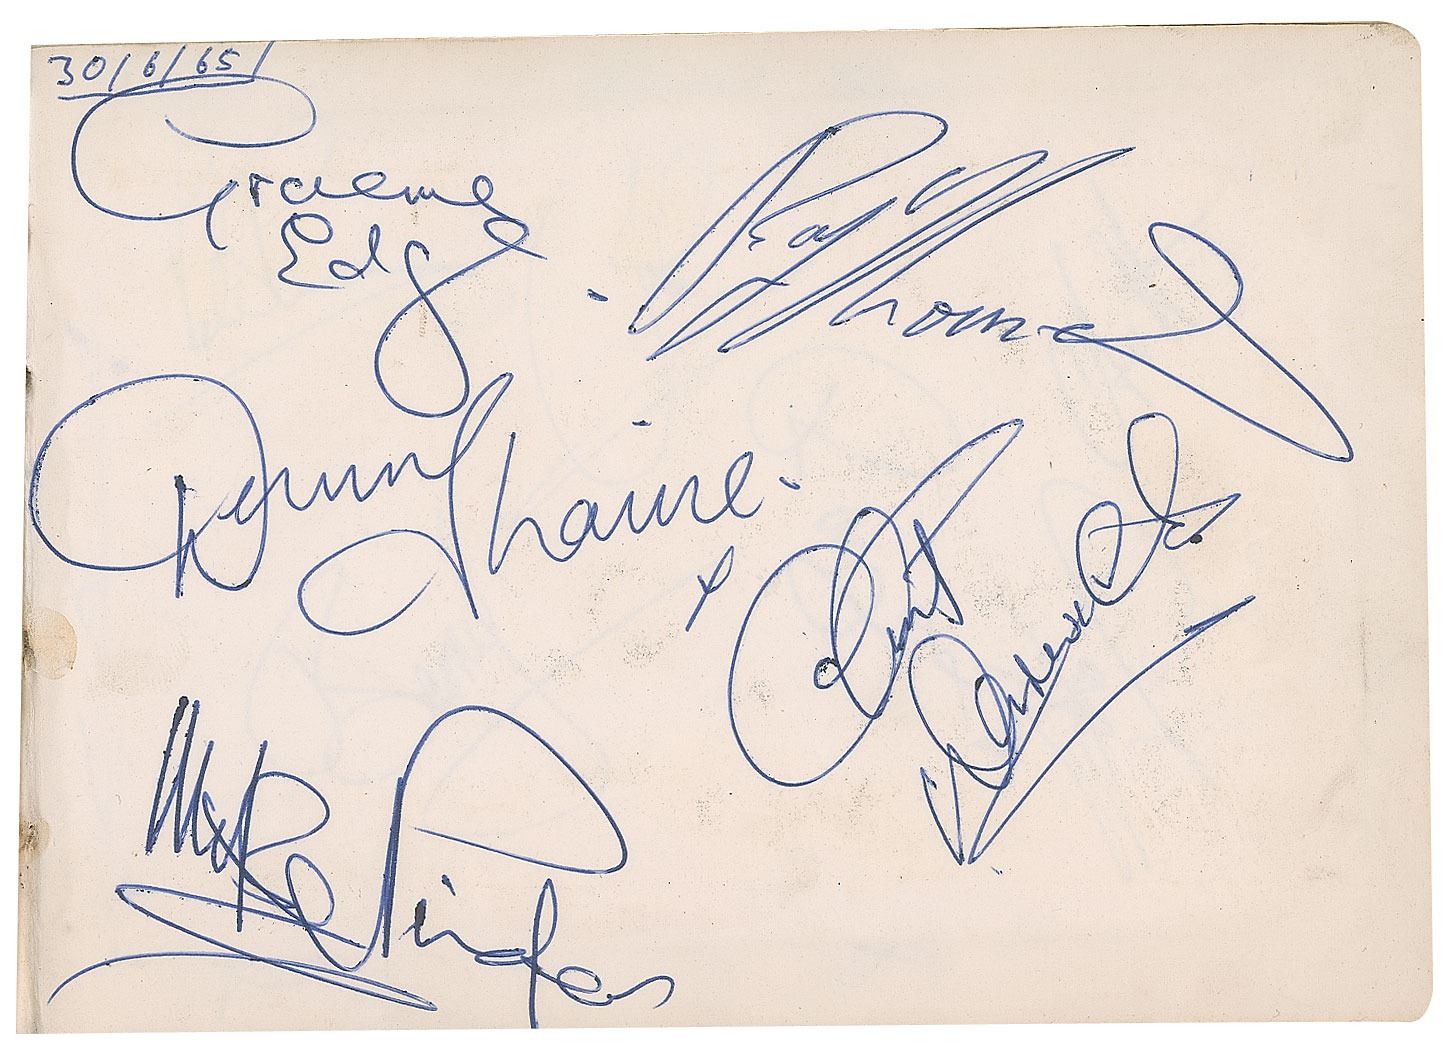 30/6/65
Graeme
Edge
Ray Thomas
Denny Laine.
x
Clint
Warwick
Mike Pinder